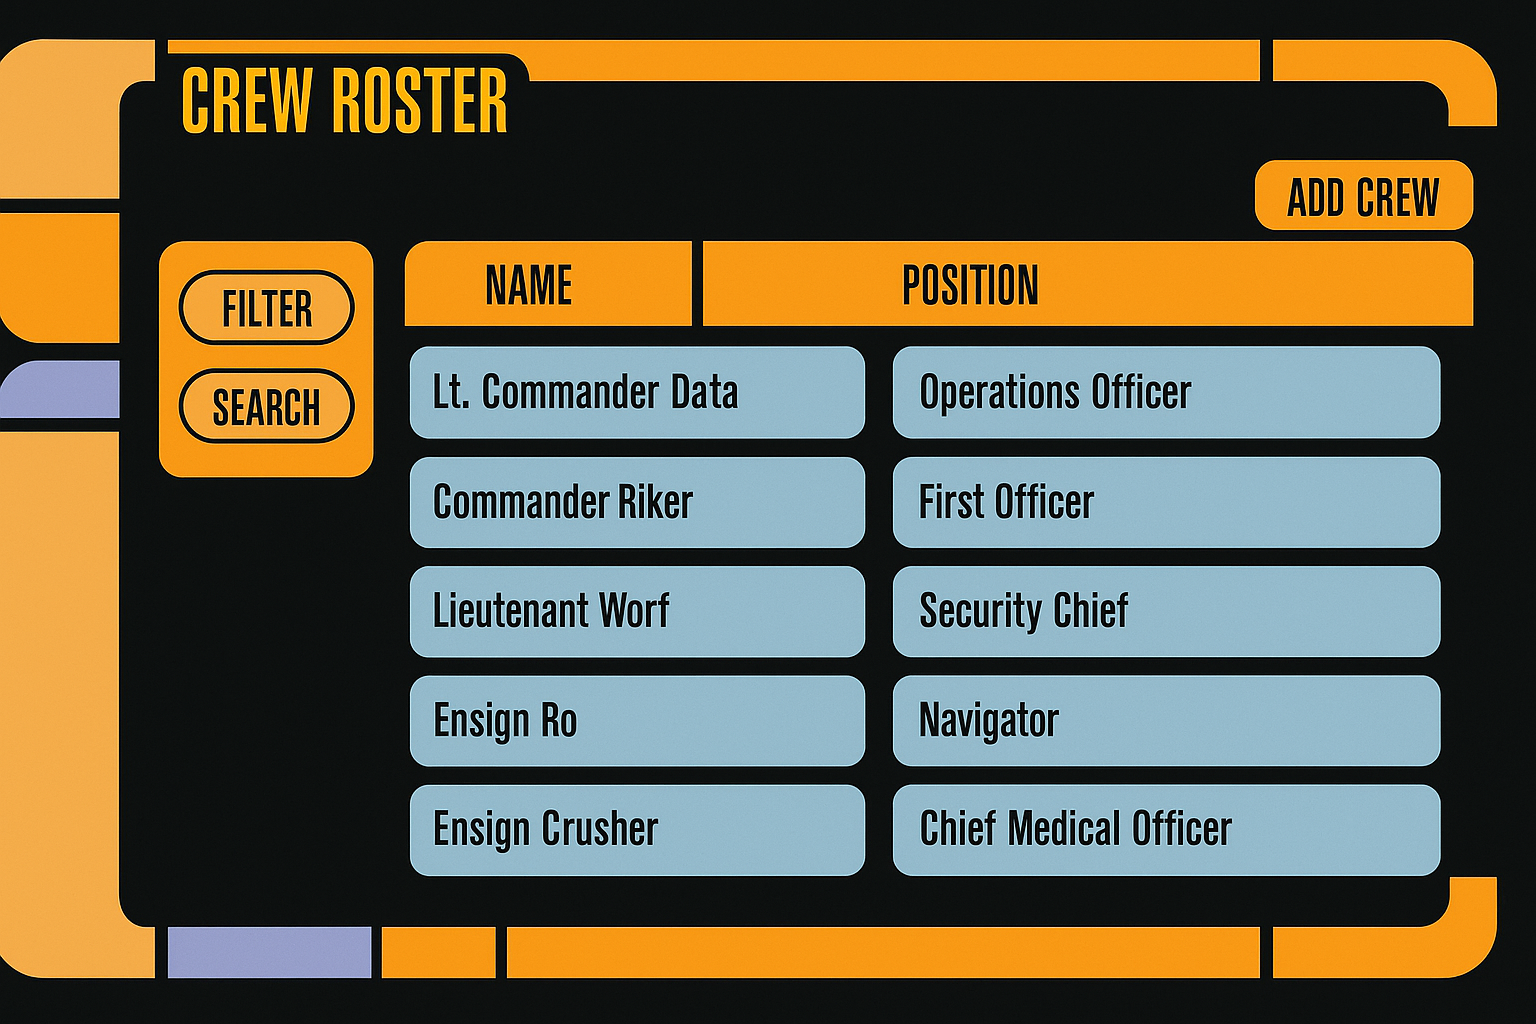 CREW ROSTER
ADD CREW
FILTER
SEARCH
NAME POSITION
Lt. Commander Data Operations Officer
Commander Riker First Officer
Lieutenant Worf Security Chief
Ensign Ro Navigator
Ensign Crusher Chief Medical Officer